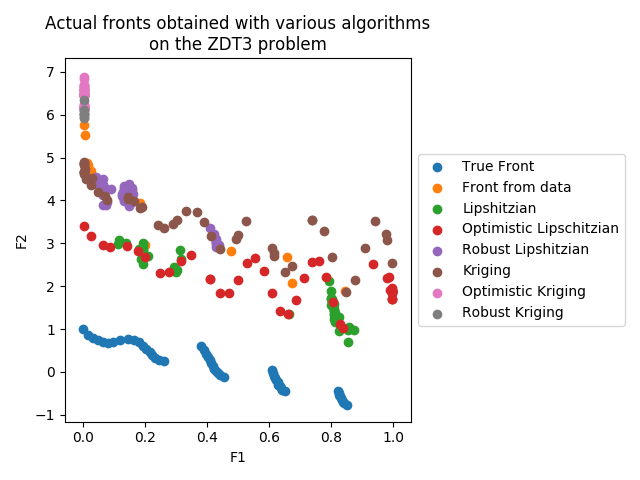 Actual fronts obtained with various algorithms
on the ZDT3 problem
7
6
5
4
3
2
1
0
−1
F2
0.0 0.2 0.4 0.6 0.8 1.0
F1
True Front
Front from data
Lipshitzian
Optimistic Lipschitzian
Robust Lipshitzian
Kriging
Optimistic Kriging
Robust Kriging